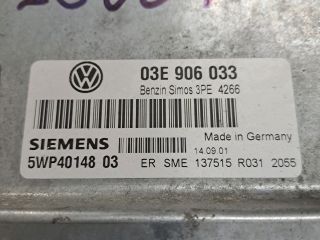 03E 906 033
Benzin Simos 3PE 4266
SIEMENS
Made in Germany
14.09.01
5WP40148 03
ER SME 137515 R031 2055